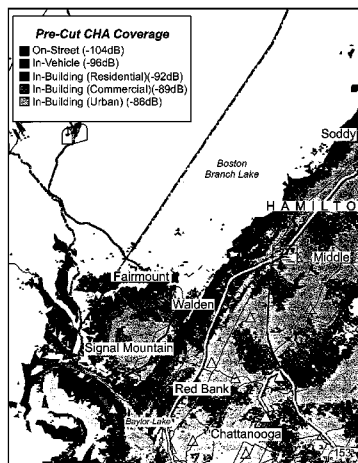 Pre-Cut CHA Coverage
On-Street (-104dB)
In-Vehicle (-96dB)
In-Building (Residential)(-92dB)
In-Building (Commercial)(-89dB)
In-Building (Urban) (-86dB)
Soddy
Boston
Branch Lake
HAMILTO
Middle
Fairmount
Walden
Signal Mountain
Red Bank
Baylor Lake
Chattanooga
153